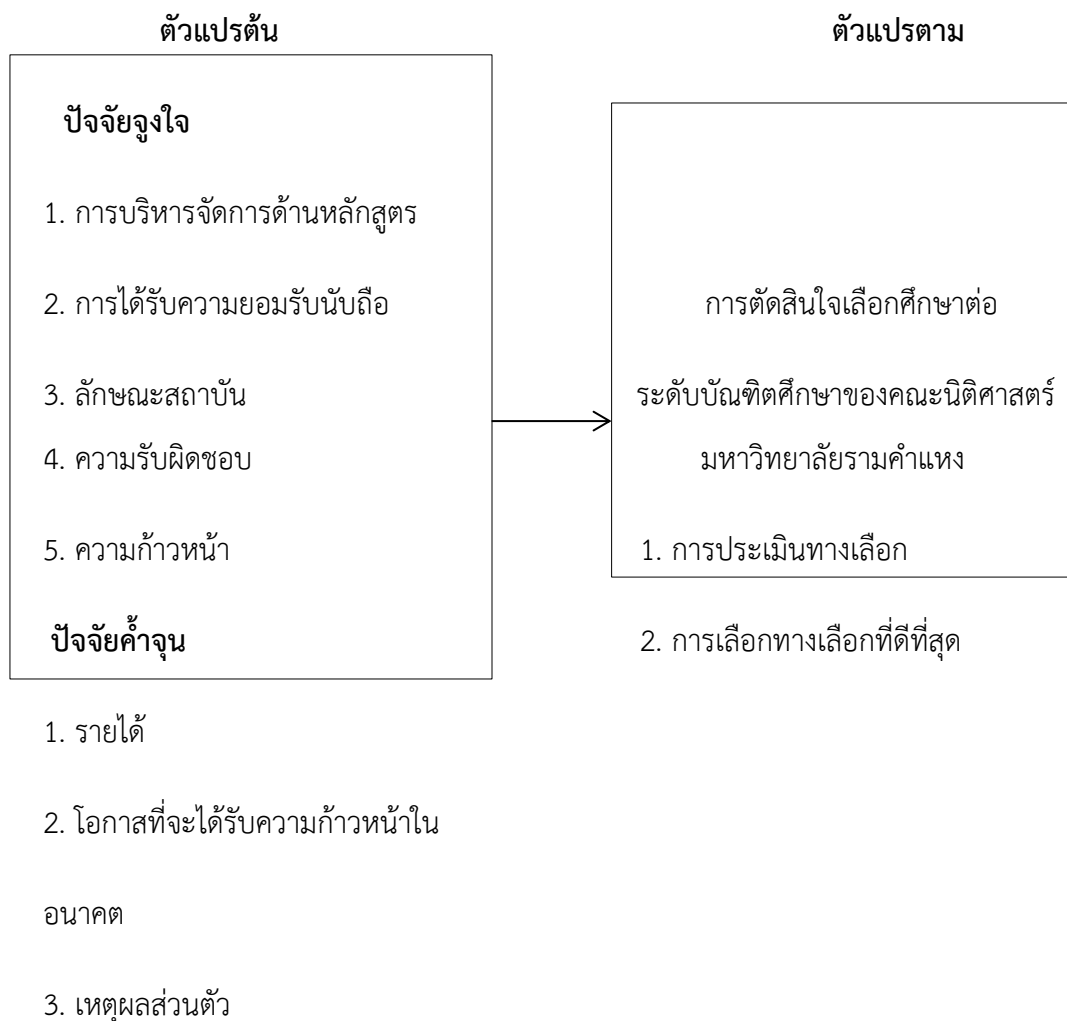 ตัวแปรต้น
ปัจจัยจูงใจ
1. การบริหารจัดการด้านหลักสูตร
2. การได้รับความยอมรับนับถือ
3. ลักษณะสถาบัน
4. ความรับผิดชอบ
5. ความก้าวหน้า
ปัจจัยค้ำจุน
1. รายได้
2. โอกาสที่จะได้รับความก้าวหน้าใน
อนาคต
3. เหตุผลส่วนตัว
ตัวแปรตาม
การตัดสินใจเลือกศึกษาต่อ
ระดับบัณฑิตศึกษาของคณะนิติศาสตร์
มหาวิทยาลัยรามคำแหง
1. การประเมินทางเลือก
2. การเลือกทางเลือกที่ดีที่สุด